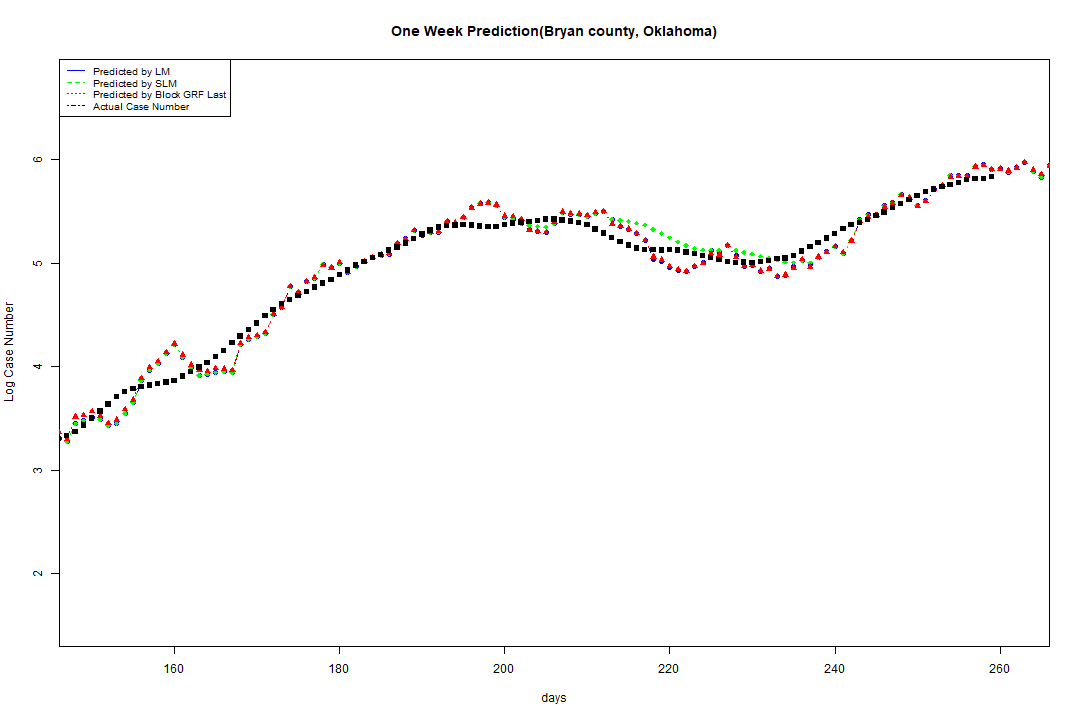 One Week Prediction(Bryan county, Oklahoma)
Predicted by LM
Predicted by SLM
Predicted by Block GRF Last
Actual Case Number
6
5
4
3
2
Log Case Number
160 180 200 220 240 260
days